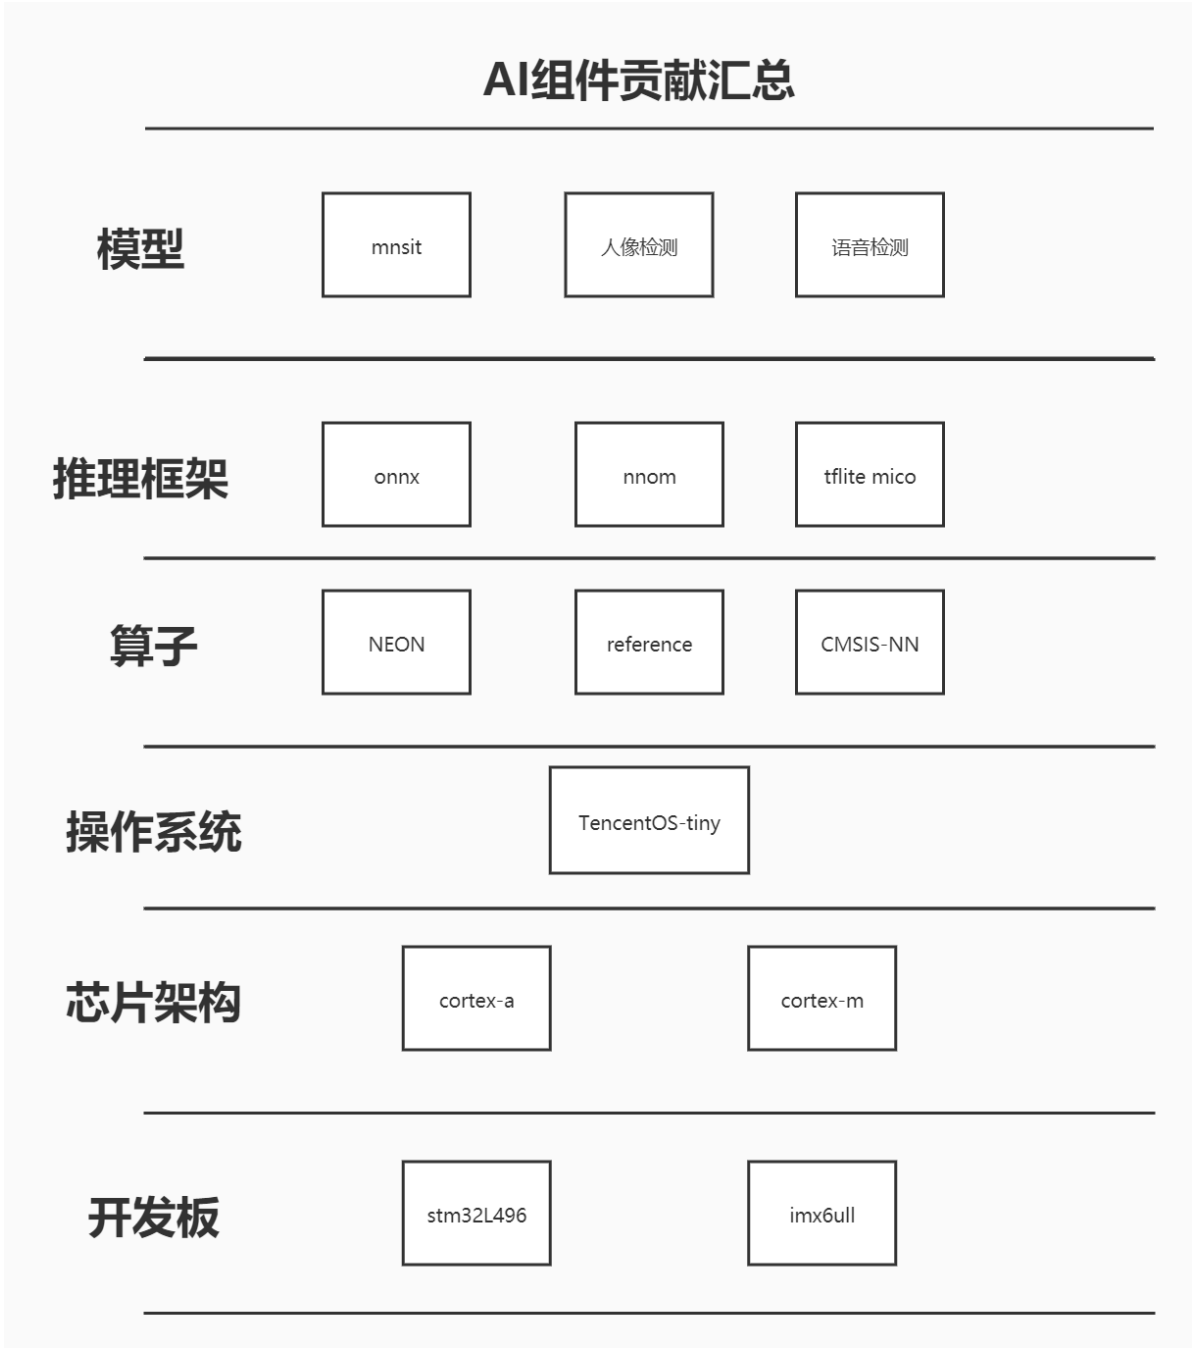 AI组件贡献汇总
模型
mnsit
人像检测
语音检测
推理框架
onnx
nnom
tflite mico
算子
NEON
reference
CMSIS-NN
操作系统
TencentOS-tiny
芯片架构
cortex-a
cortex-m
开发板
stm32L496
imx6ull